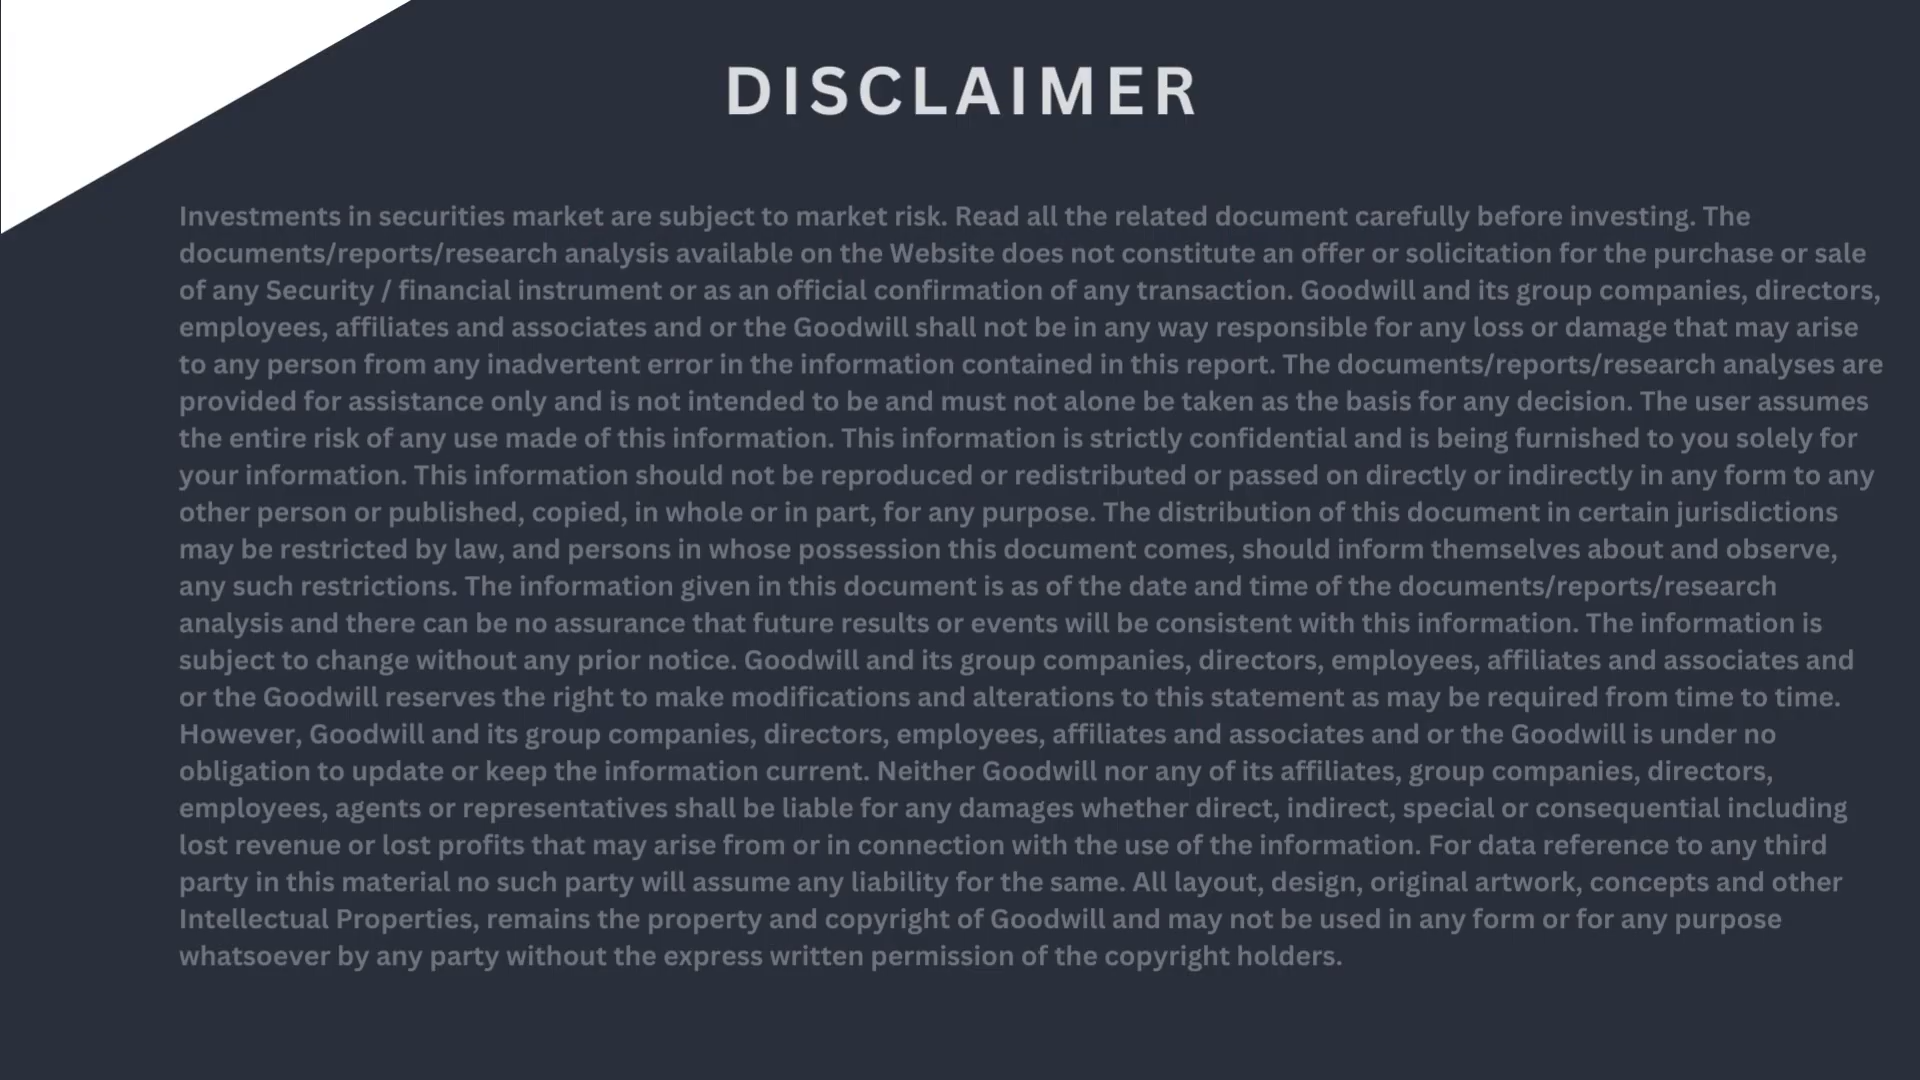 DISCLAIMER
Investments in securities market are subject to market risk. Read all the related document carefully before investing. The
documents/reports/research analysis available on the Website does not constitute an offer or solicitation for the purchase or sale
of any Security / financial instrument or as an official confirmation of any transaction. Goodwill and its group companies, directors,
employees, affiliates and associates and or the Goodwill shall not be in any way responsible for any loss or damage that may arise
to any person from any inadvertent error in the information contained in this report. The documents/reports/research analyses are
provided for assistance only and is not intended to be and must not alone be taken as the basis for any decision. The user assumes
the entire risk of any use made of this information. This information is strictly confidential and is being furnished to you solely for
your information. This information should not be reproduced or redistributed or passed on directly or indirectly in any form to any
other person or published, copied, in whole or in part, for any purpose. The distribution of this document in certain jurisdictions
may be restricted by law, and persons in whose possession this document comes, should inform themselves about and observe,
any such restrictions. The information given in this document is as of the date and time of the documents/reports/research
analysis and there can be no assurance that future results or events will be consistent with this information. The information is
subject to change without any prior notice. Goodwill and its group companies, directors, employees, affiliates and associates and
or the Goodwill reserves the right to make modifications and alterations to this statement as may be required from time to time.
However, Goodwill and its group companies, directors, employees, affiliates and associates and or the Goodwill is under no
obligation to update or keep the information current. Neither Goodwill nor any of its affiliates, group companies, directors,
employees, agents or representatives shall be liable for any damages whether direct, indirect, special or consequential including
lost revenue or lost profits that may arise from or in connection with the use of the information. For data reference to any third
party in this material no such party will assume any liability for the same. All layout, design, original artwork, concepts and other
Intellectual Properties, remains the property and copyright of Goodwill and may not be used in any form or for any purpose
whatsoever by any party without the express written permission of the copyright holders.